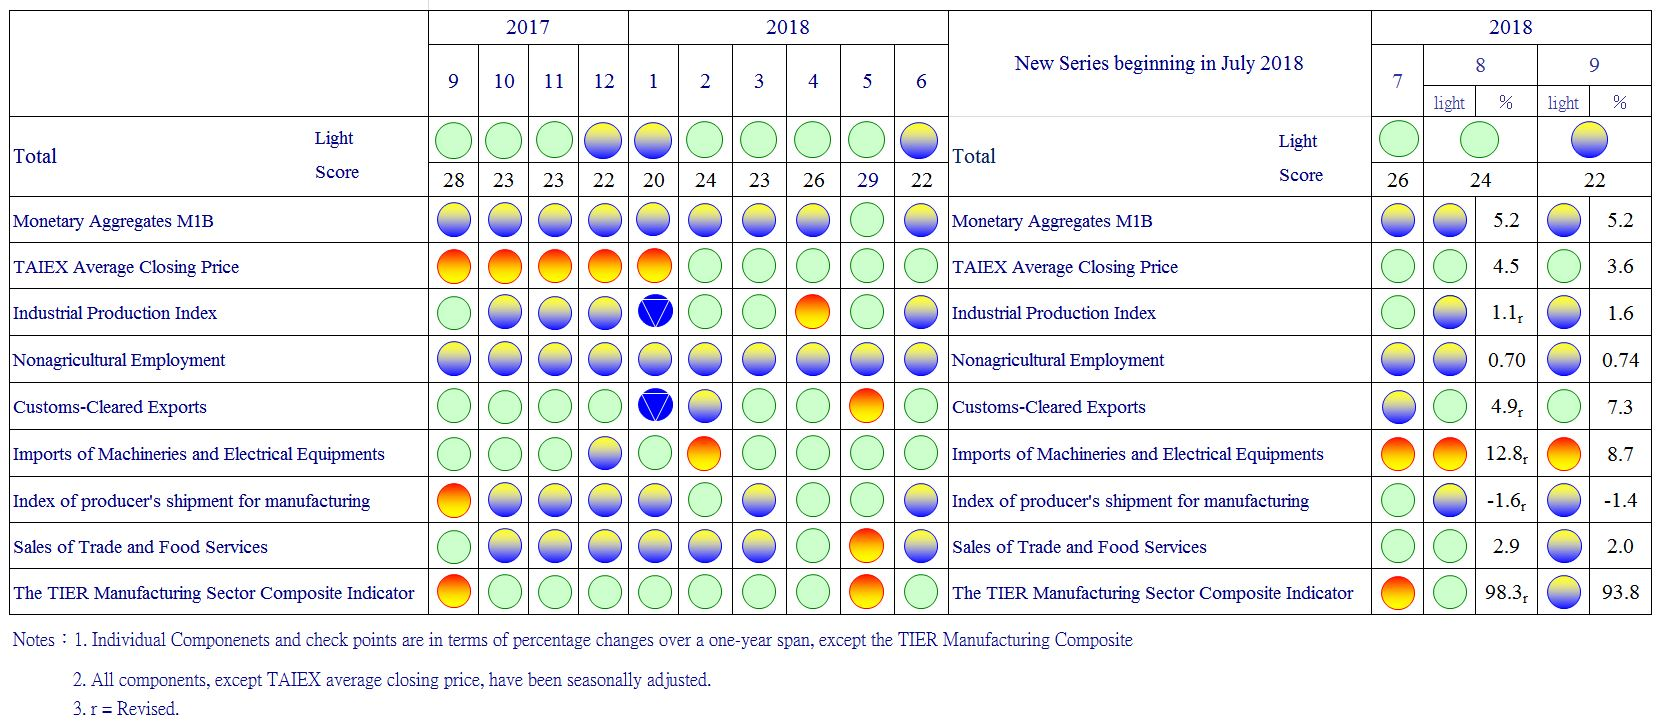 2017 2018 New Series beginning in July 2018 2018
9 10 11 12 1 2 3 4 5 6 7 8 9
light % light %
Total Light Total Light
Score Score
28 23 23 22 20 24 23 26 29 22 26 24 22
Monetary Aggregates M1B Monetary Aggregates M1B 5.2 5.2
TAIEX Average Closing Price TAIEX Average Closing Price 4.5 3.6
Industrial Production Index Industrial Production Index 1.1r 1.6
Nonagricultural Employment Nonagricultural Employment 0.70 0.74
Customs-Cleared Exports Customs-Cleared Exports 4.9r 7.3
Imports of Machineries and Electrical Equipments Imports of Machineries and Electrical Equipments 12.8r 8.7
Index of producer's shipment for manufacturing Index of producer's shipment for manufacturing -1.6r -1.4
Sales of Trade and Food Services Sales of Trade and Food Services 2.9 2.0
The TIER Manufacturing Sector Composite Indicator The TIER Manufacturing Sector Composite Indicator 98.3r 93.8
Notes：1. Individual Componenets and check points are in terms of percentage changes over a one-year span, except the TIER Manufacturing Composite
2. All components, except TAIEX average closing price, have been seasonally adjusted.
3. r = Revised.